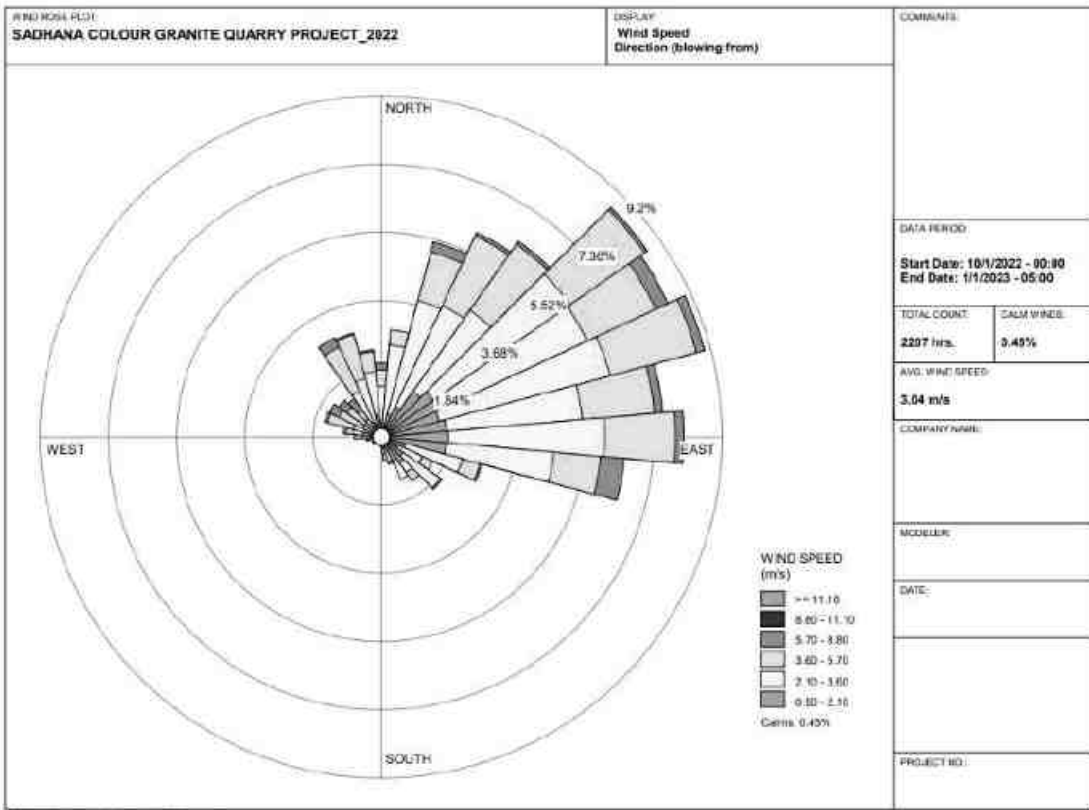 WIND ROSE PLOT:
SADHANA COLOUR GRANITE QUARRY PROJECT_2022
DISPLAY:
Wind Speed
Direction (blowing from)
COMMENTS:
NORTH
9.2%
7.36%
5.52%
3.68%
1.84%
WEST
EAST
SOUTH
WIND SPEED
(m/s)
>= 11.10
8.80 - 11.10
5.70 - 8.80
3.60 - 5.70
2.10 - 3.60
0.50 - 2.10
Calms: 0.45%
DATA PERIOD:
Start Date: 10/1/2022 - 00:00
End Date: 1/1/2023 - 05:00
TOTAL COUNT:
2207 hrs.
CALM WINDS:
0.45%
AVG. WIND SPEED:
3.04 m/s
COMPANY NAME:
MODELER:
DATE:
PROJECT NO.: